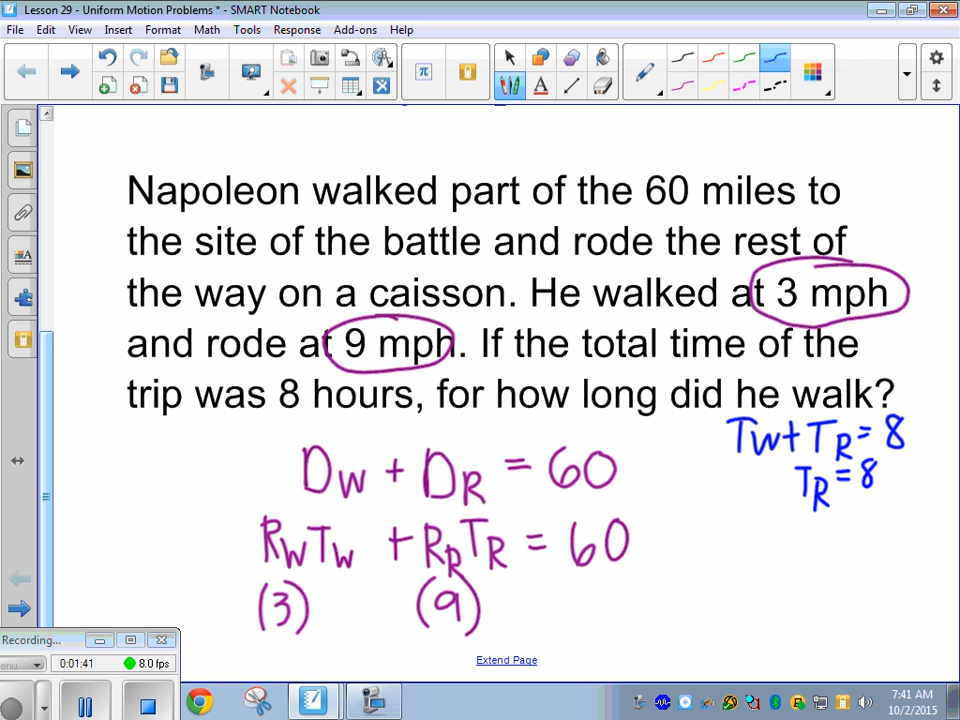 Lesson 29 - Uniform Motion Problems * - SMART Notebook
File Edit View Insert Format Math Tools Response Add-ons Help
π A
Napoleon walked part of the 60 miles to
the site of the battle and rode the rest of
the way on a caisson. He walked at 3 mph
and rode at 9 mph. If the total time of the
trip was 8 hours, for how long did he walk?
TW + TR = 8
TR = 8
DW + DR = 60
RWTW + RRTR = 60
(3) (9)
Extend Page
Recording...
enu
0:01:41 8.0 fps
7:41 AM
10/2/2015